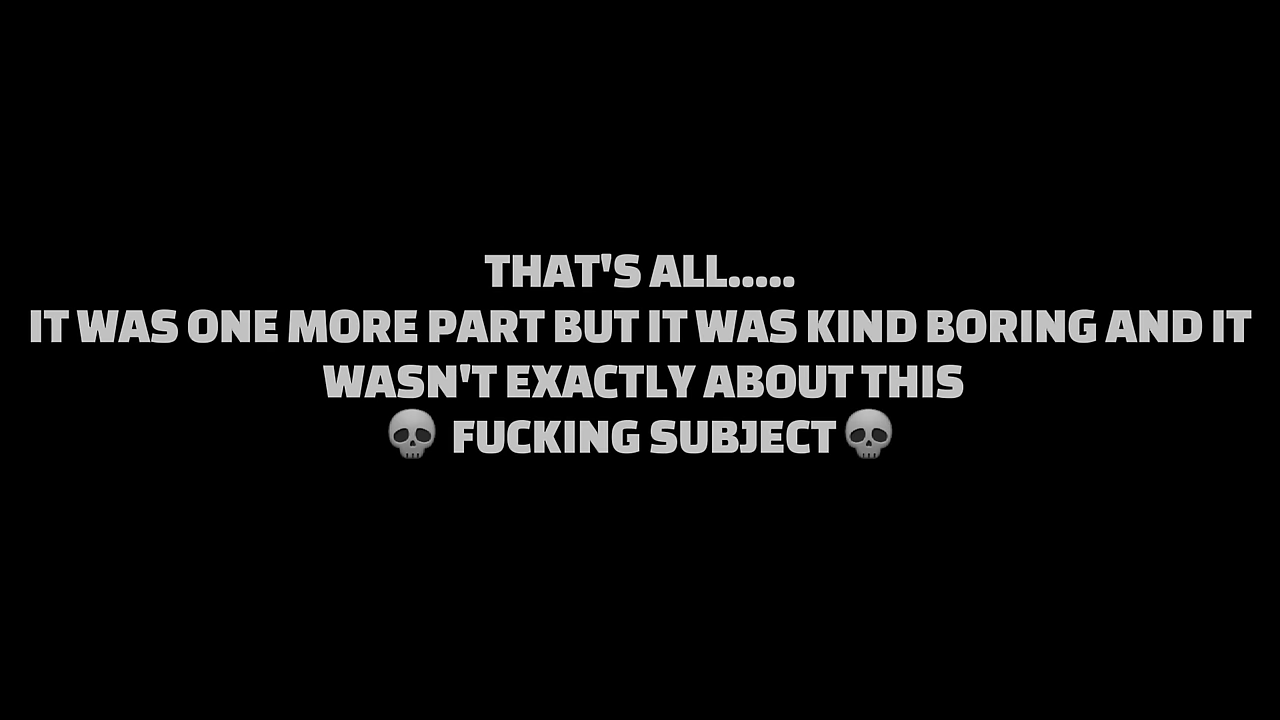 THAT'S ALL.....
IT WAS ONE MORE PART BUT IT WAS KIND BORING AND IT
WASN'T EXACTLY ABOUT THIS
💀 FUCKING SUBJECT 💀